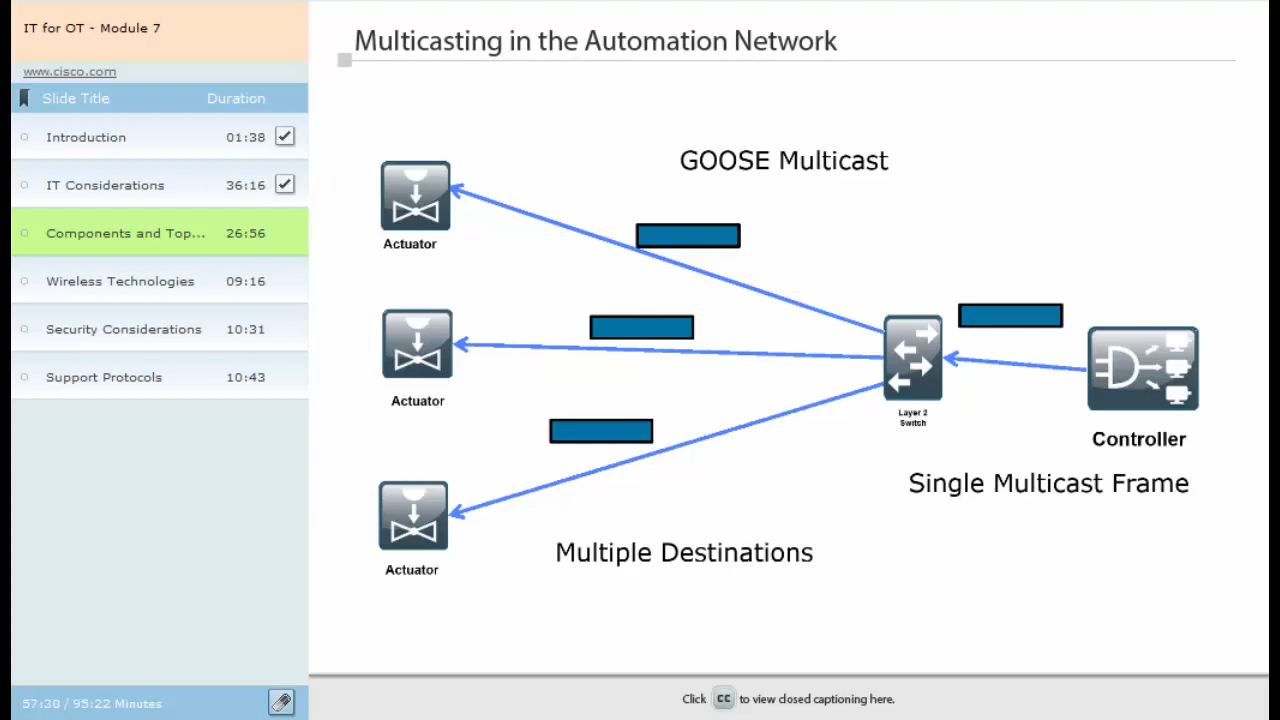 IT for OT - Module 7
www.cisco.com
Slide Title Duration
Introduction 01:38
IT Considerations 36:16
Components and Top... 26:56
Wireless Technologies 09:16
Security Considerations 10:31
Support Protocols 10:43
57:30 / 95:22 Minutes
Multicasting in the Automation Network
GOOSE Multicast
Actuator
Actuator
Layer 2
Switch
Controller
Single Multicast Frame
Multiple Destinations
Actuator
Click CC to view closed captioning here.